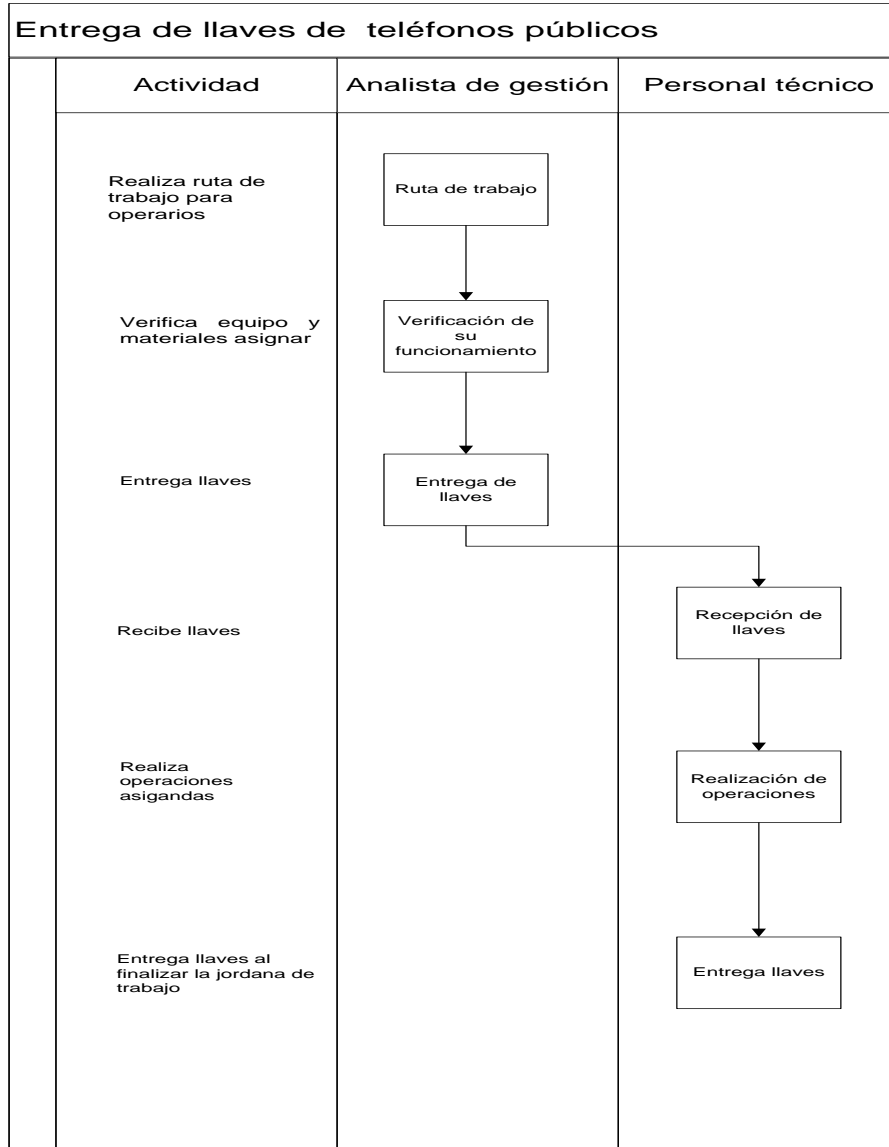 Entrega de llaves de teléfonos públicos
Actividad
Analista de gestión
Personal técnico
Realiza ruta de
trabajo para
operarios
Ruta de trabajo
Verifica equipo y
materiales asignar
Verificación de
su
funcionamiento
Entrega llaves
Entrega de
llaves
Recibe llaves
Recepción de
llaves
Realiza
operaciones
asigandas
Realización de
operaciones
Entrega llaves al
finalizar la jordana de
trabajo
Entrega llaves